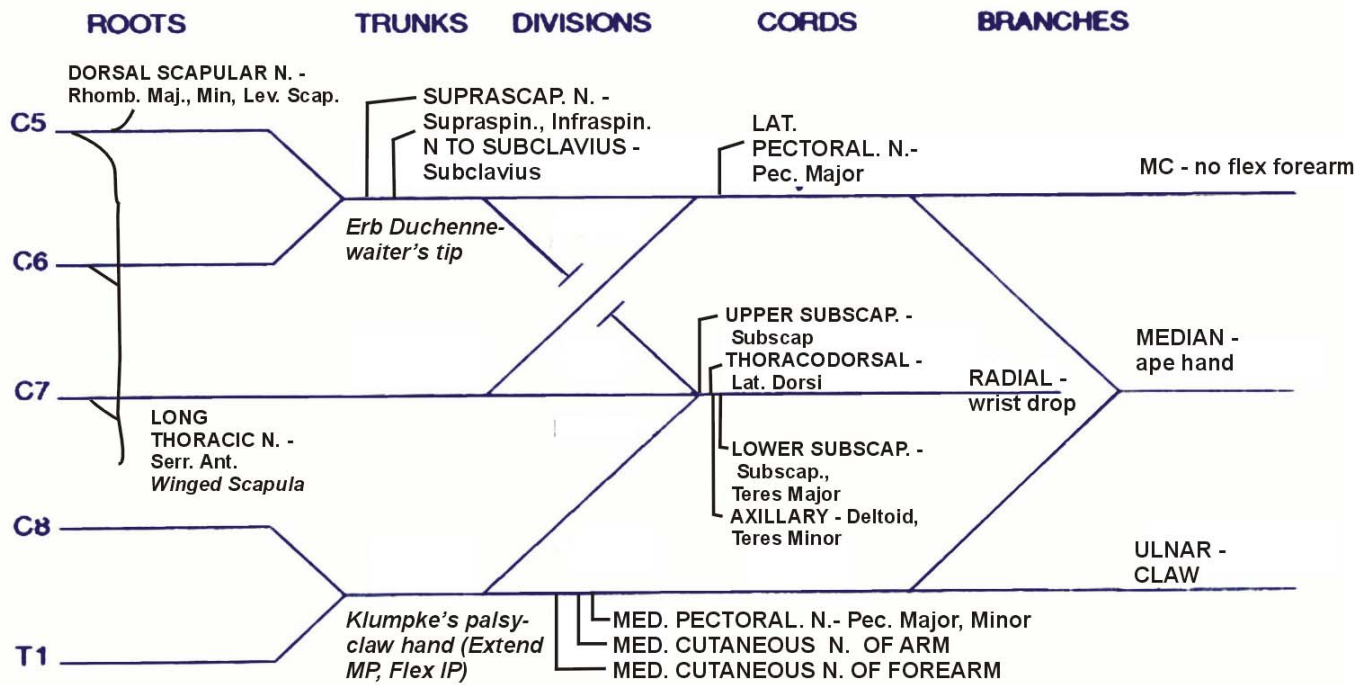 ROOTS TRUNKS DIVISIONS CORDS BRANCHES
DORSAL SCAPULAR N. -
Rhomb. Maj., Min, Lev. Scap.
C5
SUPRASCAP. N. -
Supraspin., Infraspin.
N TO SUBCLAVIUS -
Subclavius
LAT.
PECTORAL. N.-
Pec. Major
MC - no flex forearm
Erb Duchenne-
waiter's tip
C6
UPPER SUBSCAP. -
Subscap
THORACODORSAL -
Lat. Dorsi
RADIAL -
wrist drop
MEDIAN -
ape hand
C7
LONG
THORACIC N. -
Serr. Ant.
Winged Scapula
LOWER SUBSCAP. -
Subscap.,
Teres Major
AXILLARY - Deltoid,
Teres Minor
C8
ULNAR -
CLAW
Klumpke's palsy-
claw hand (Extend
MP, Flex IP)
MED. PECTORAL. N.- Pec. Major, Minor
MED. CUTANEOUS N. OF ARM
MED. CUTANEOUS N. OF FOREARM
T1